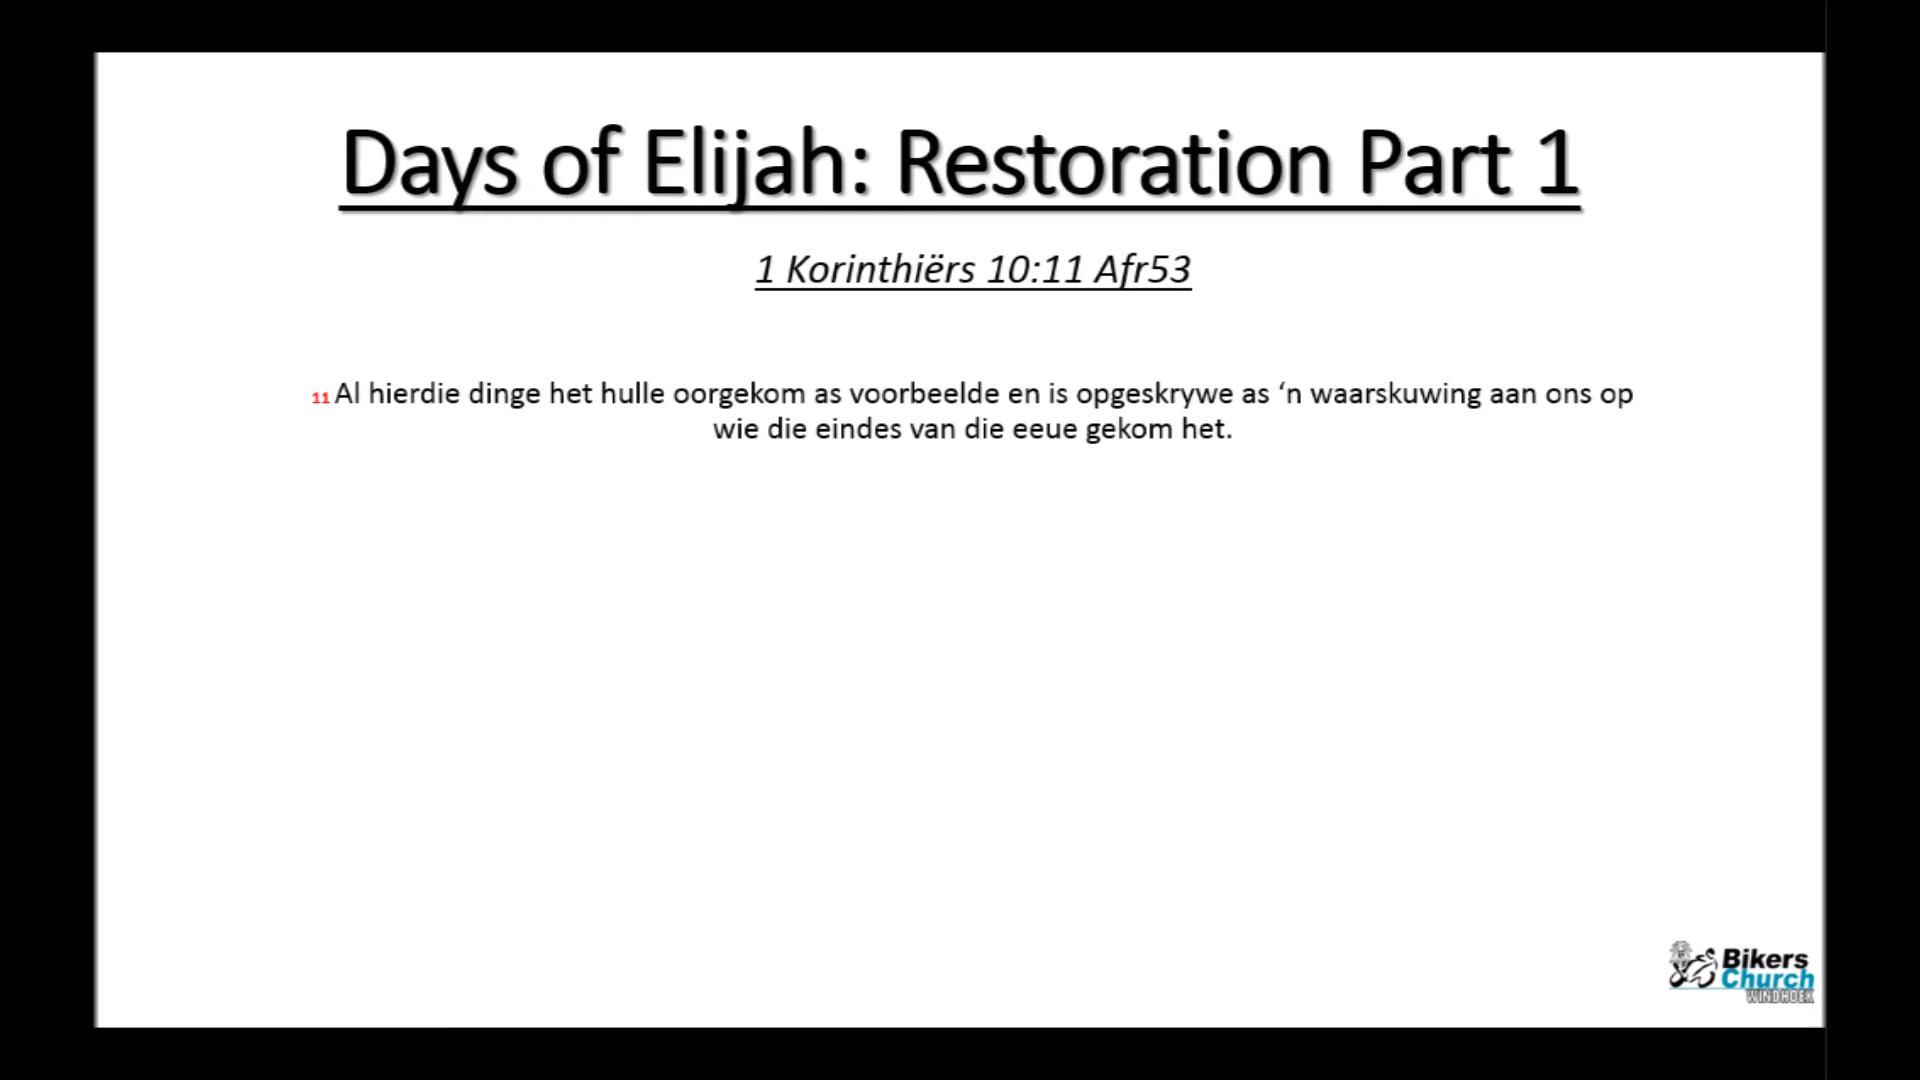 Days of Elijah: Restoration Part 1
1 Korinthiërs 10:11 Afr53
11 Al hierdie dinge het hulle oorgekom as voorbeelde en is opgeskrywe as ‘n waarskuwing aan ons op
wie die eindes van die eeue gekom het.
Bikers
Church
WINDHOEK